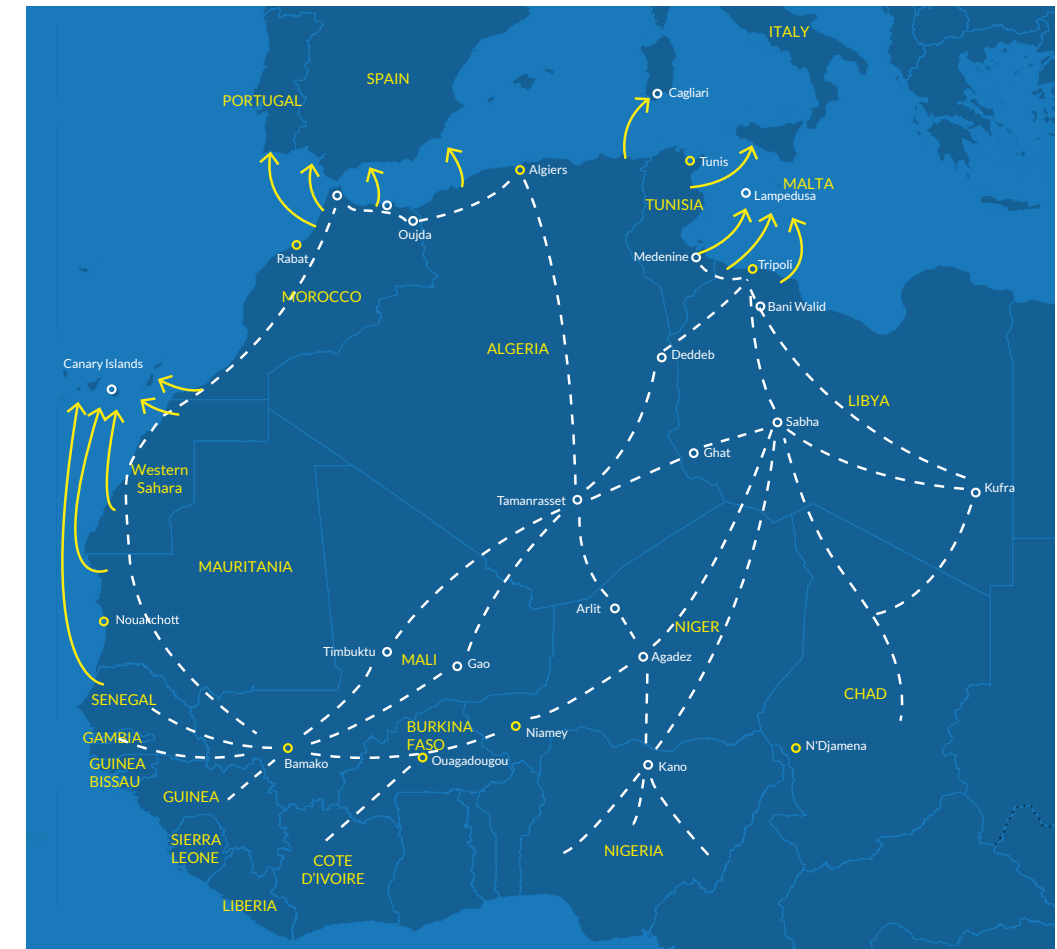 ITALY
SPAIN
Cagliari
PORTUGAL
Tunis
Algiers
MALTA
Lampedusa
TUNISIA
Oujda
Rabat
Medenine
Tripoli
MOROCCO
Bani Walid
ALGERIA
Deddeb
Canary Islands
LIBYA
Sabha
Ghat
Western
Sahara
Kufra
Tamanrasset
MAURITANIA
Arlit
Nouakchott
NIGER
Timbuktu
MALI
Gao
Agadez
CHAD
SENEGAL
BURKINA
FASO
Niamey
GAMBIA
N'Djamena
Ouagadougou
Bamako
GUINEA
BISSAU
Kano
GUINEA
SIERRA
LEONE
NIGERIA
COTE
D'IVOIRE
LIBERIA